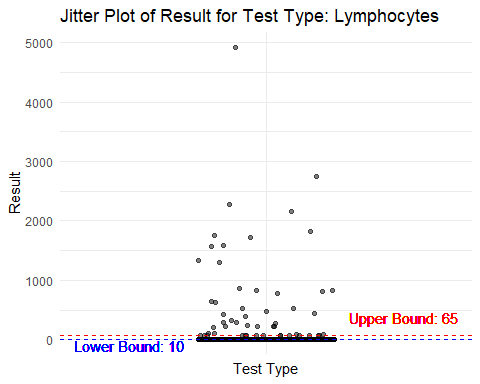 Jitter Plot of Result for Test Type: Lymphocytes
5000
4000
3000
2000
1000
0
Result
Upper Bound: 65
Lower Bound: 10
Test Type